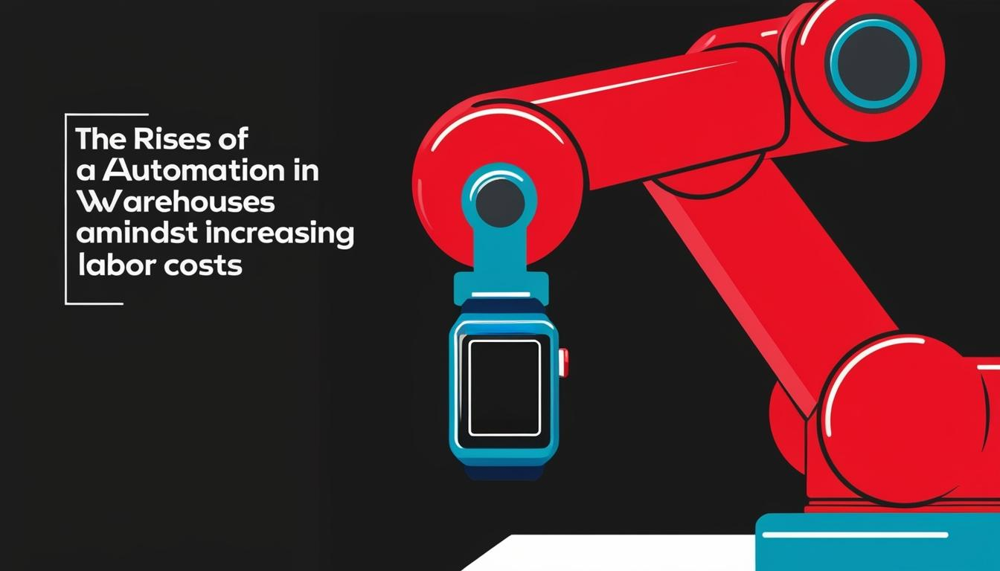 The Rises of
a Automation in
Warehouses
amindst increasing
labor costs